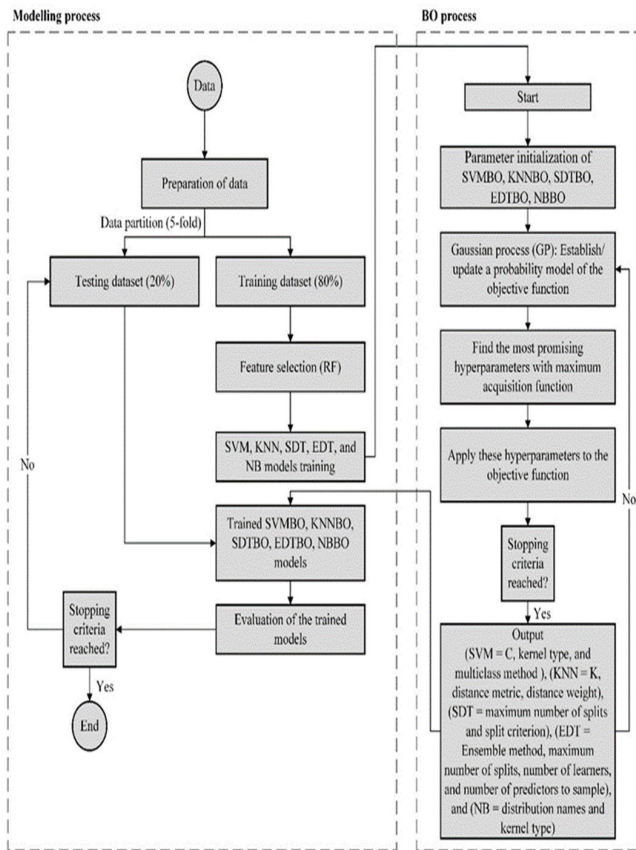 Modelling process
Data
Preparation of data
Data partition (5-fold)
Testing dataset (20%)
Training dataset (80%)
Feature selection (RF)
SVM, KNN, SDT, EDT, and
NB models training
No
Trained SVMBO, KNNBO,
SDTBO, EDTBO, NBBO
models
Evaluation of the trained
models
Stopping
criteria
reached?
Yes
End
BO process
Start
Parameter initialization of
SVMBO, KNNBO, SDTBO,
EDTBO, NBBO
Gaussian process (GP): Establish/
update a probability model of the
objective function
Find the most promising
hyperparameters with maximum
acquisition function
Apply these hyperparameters to the
objective function
No
Stopping
criteria
reached?
Yes
Output
(SVM = C, kernel type, and
multiclass method ), (KNN = K,
distance metric, distance weight),
(SDT = maximum number of splits
and split criterion), (EDT =
Ensemble method, maximum
number of splits, number of learners,
and number of predictors to sample),
and (NB = distribution names and
kernel type)